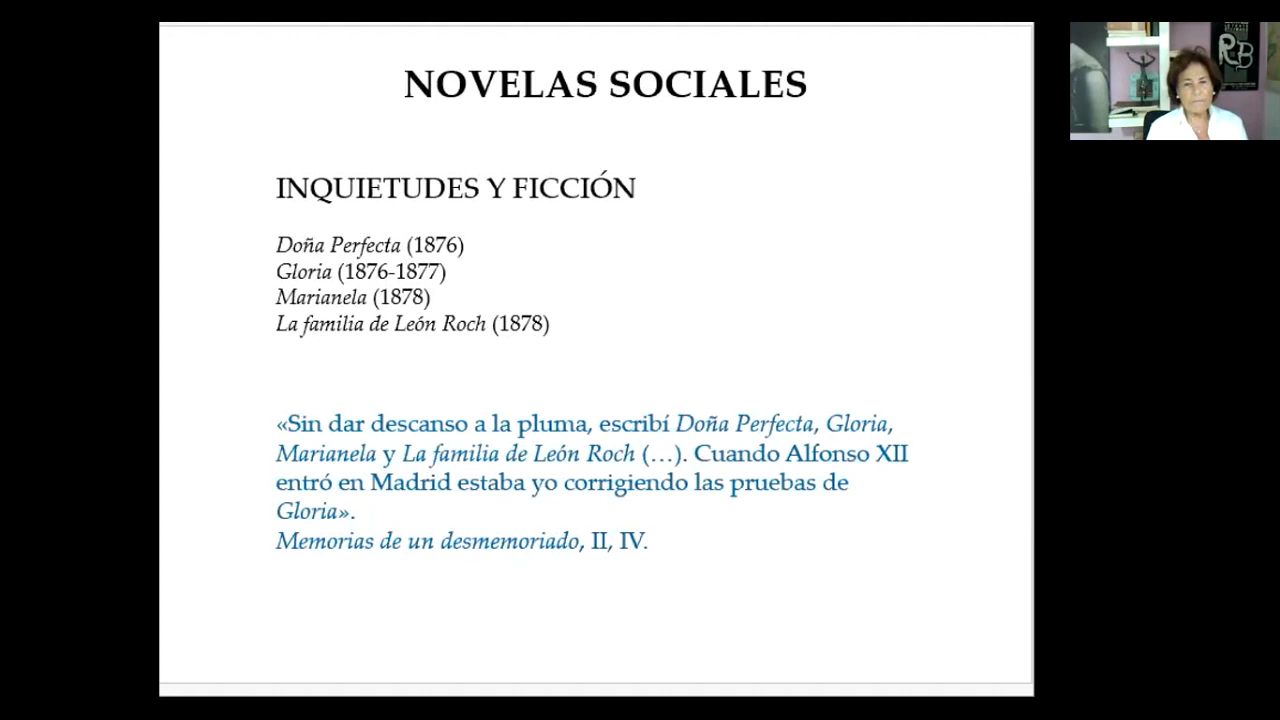 NOVELAS SOCIALES
INQUIETUDES Y FICCIÓN
Doña Perfecta (1876)
Gloria (1876-1877)
Marianela (1878)
La familia de León Roch (1878)
«Sin dar descanso a la pluma, escribí Doña Perfecta, Gloria,
Marianela y La familia de León Roch (…). Cuando Alfonso XII
entró en Madrid estaba yo corrigiendo las pruebas de
Gloria».
Memorias de un desmemoriado, II, IV.